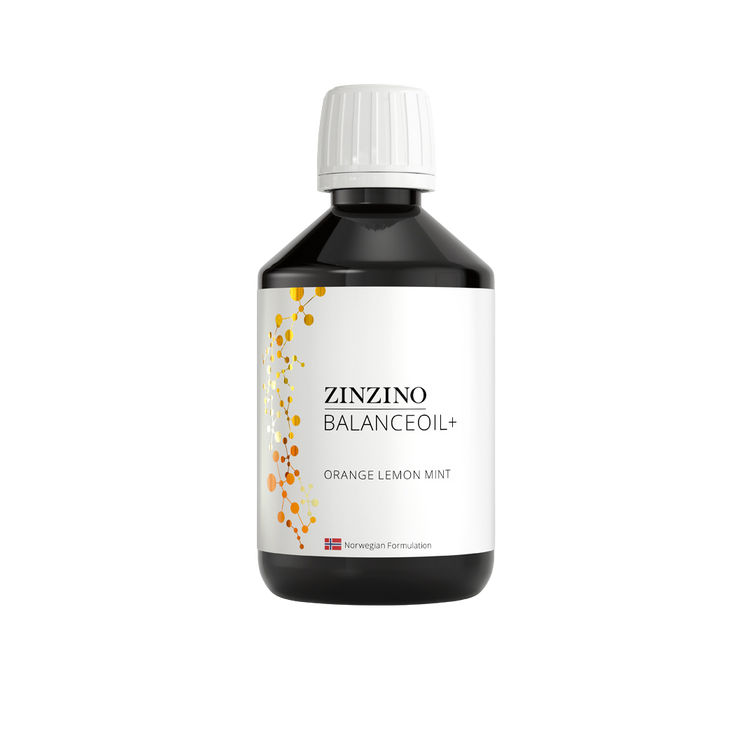 ZINZINO
BALANCEOIL+
ORANGE LEMON MINT
Norwegian Formulation